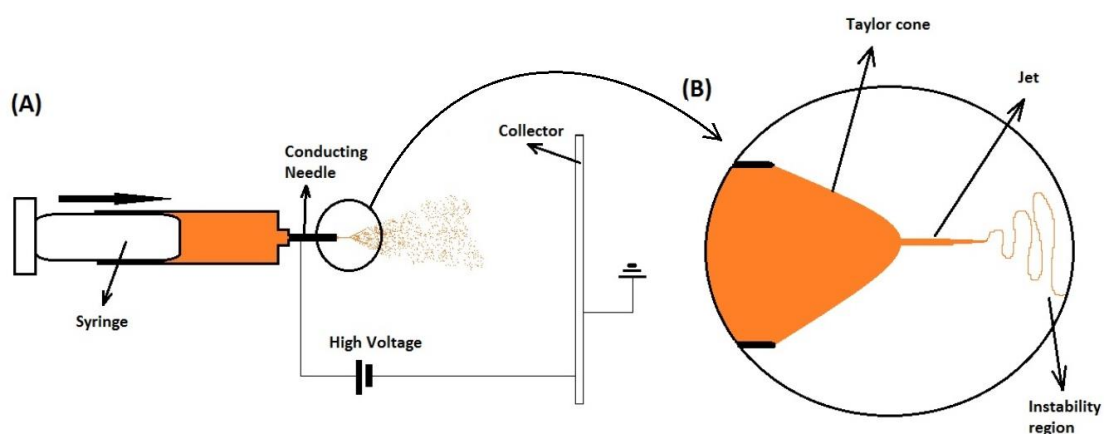 (A)
Conducting
Needle
Collector
Syringe
High Voltage
(B)
Taylor cone
Jet
Instability
region